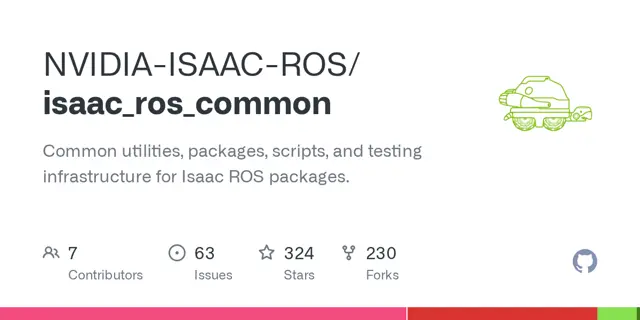 NVIDIA-ISAAC-ROS/
isaac_ros_common
Common utilities, packages, scripts, and testing
infrastructure for Isaac ROS packages.
7 63 324 230
Contributors Issues Stars Forks